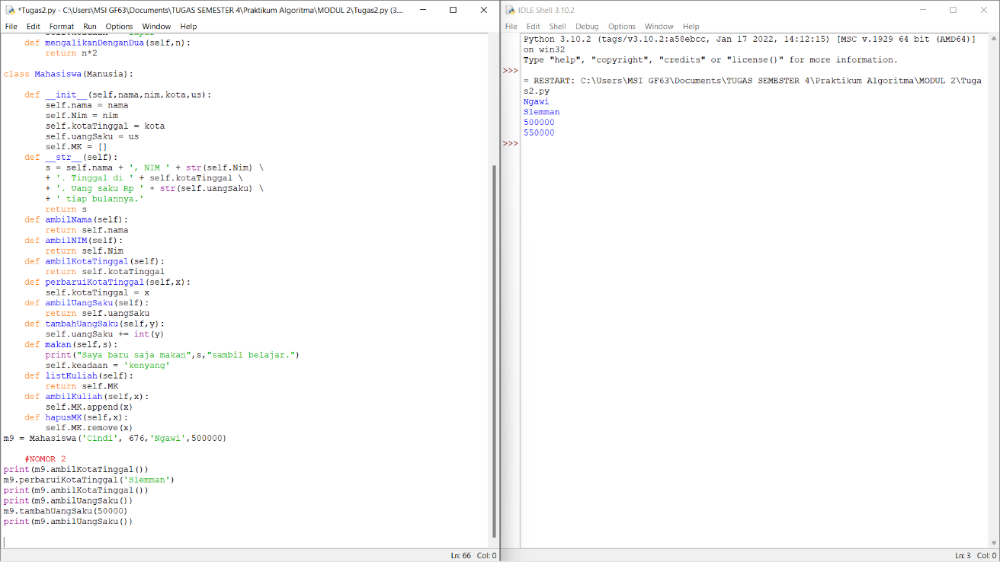 *Tugas2.py - C:\Users\MSI GF63\Documents\TUGAS SEMESTER 4\Praktikum Algoritma\MODUL 2\Tugas2.py (3....
File Edit Format Run Options Window Help
    def mengalikanDenganDua(self,n):
        return n*2

class Mahasiswa(Manusia):

    def __init__(self,nama,nim,kota,us):
        self.nama = nama
        self.Nim = nim
        self.kotaTinggal = kota
        self.uangSaku = us
        self.MK = []
    def __str__(self):
        s = self.nama + ', NIM ' + str(self.Nim) \
        + '. Tinggal di ' + self.kotaTinggal \
        + '. Uang saku Rp ' + str(self.uangSaku) \
        + ' tiap bulannya.'
        return s
    def ambilNama(self):
        return self.nama
    def ambilNIM(self):
        return self.Nim
    def ambilKotaTinggal(self):
        return self.kotaTinggal
    def perbaruiKotaTinggal(self,x):
        self.kotaTinggal = x
    def ambilUangSaku(self):
        return self.uangSaku
    def tambahUangSaku(self,y):
        self.uangSaku += int(y)
    def makan(self,s):
        print("Saya baru saja makan",s,"sambil belajar.")
        self.keadaan = 'kenyang'
    def listKuliah(self):
        return self.MK
    def ambilKuliah(self,x):
        self.MK.append(x)
    def hapusMK(self,x):
        self.MK.remove(x)
m9 = Mahasiswa('Cindi', 676,'Ngawi',500000)

    #NOMOR 2
print(m9.ambilKotaTinggal())
m9.perbaruiKotaTinggal('Slemman')
print(m9.ambilKotaTinggal())
print(m9.ambilUangSaku())
m9.tambahUangSaku(50000)
print(m9.ambilUangSaku())
Ln: 66 Col: 0
IDLE Shell 3.10.2
File Edit Shell Debug Options Window Help
Python 3.10.2 (tags/v3.10.2:a58ebcc, Jan 17 2022, 14:12:15) [MSC v.1929 64 bit (AMD64)]
on win32
Type "help", "copyright", "credits" or "license()" for more information.
>>>
= RESTART: C:\Users\MSI GF63\Documents\TUGAS SEMESTER 4\Praktikum Algoritma\MODUL 2\Tuga
s2.py
Ngawi
Slemman
500000
550000
>>>
Ln: 3 Col: 0